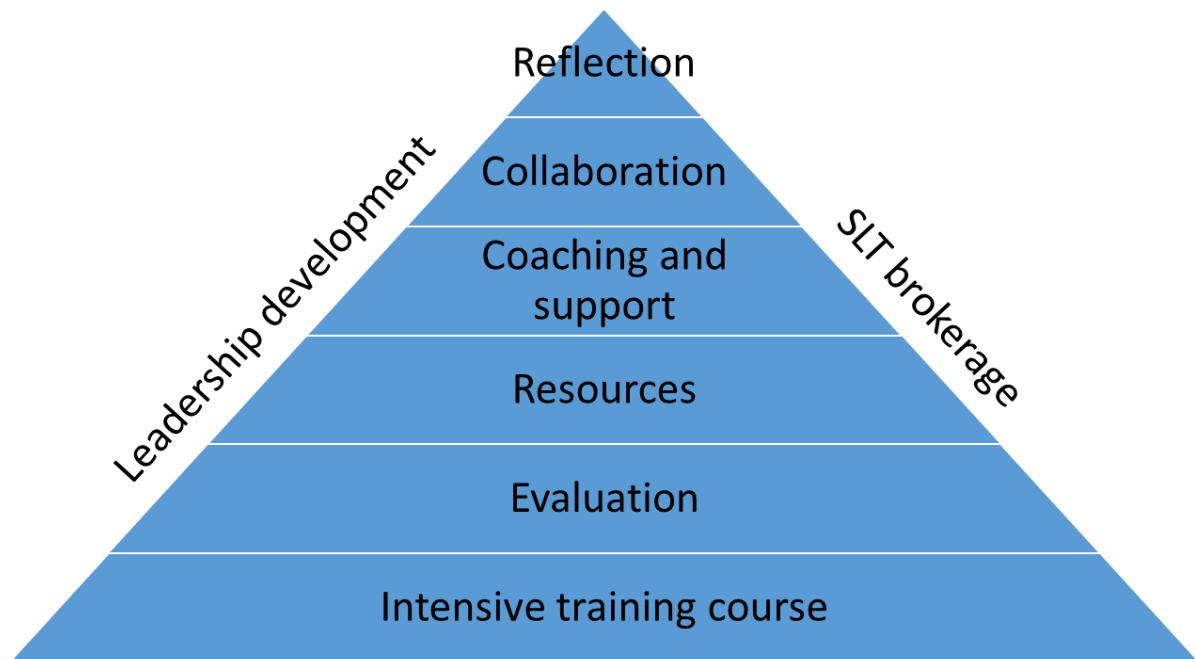 Reflection
Collaboration
Coaching and
support
Resources
Evaluation
Intensive training course
Leadership development
SLT brokerage